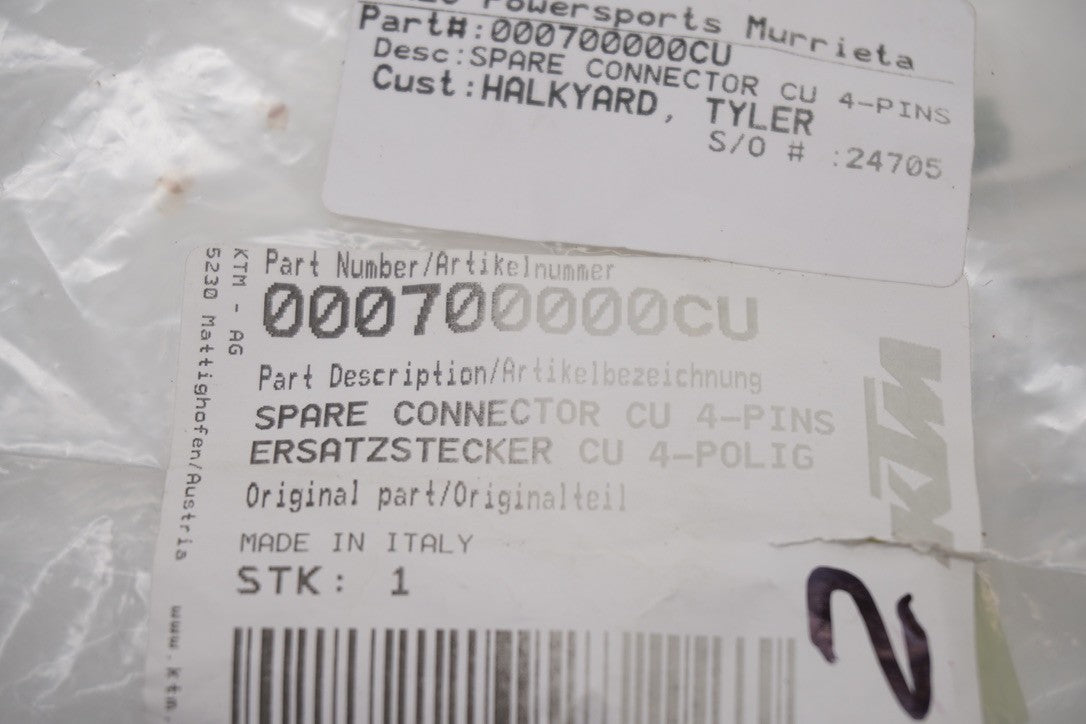 Powersports Murrieta
Part#:000700000CU
Desc:SPARE CONNECTOR CU 4-PINS
Cust:HALKYARD, TYLER
S/O # :24705
KTM - AG
5230 Mattighofen/Austria
www.ktm.
Part Number/Artikelnummer
000700000CU
Part Description/Artikelbezeichnung
SPARE CONNECTOR CU 4-PINS
ERSATZSTECKER CU 4-POLIG
Original part/Originalteil
MADE IN ITALY
STK: 1
KTM
2